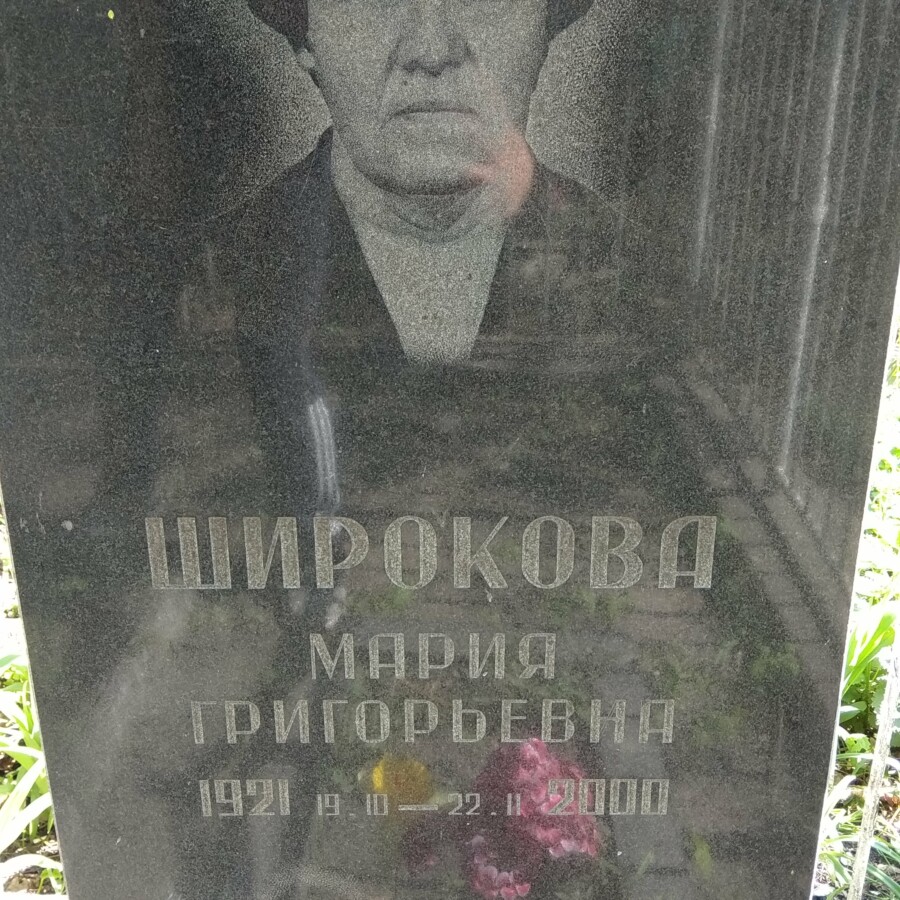 ШИРОКОВА
МАРИЯ
ГРИГОРЬЕВНА
1921 19.10 — 22.11 2000